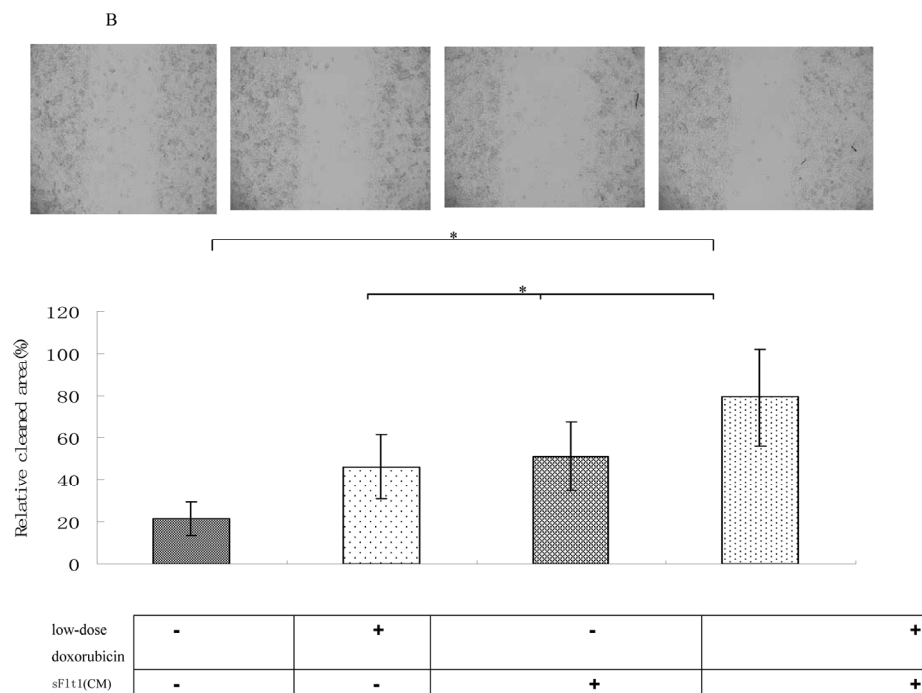 B
*
*
Relative cleaned area(%)
120
100
80
60
40
20
0
low-dose doxorubicin - + - +
sFlt1(CM) - - + +